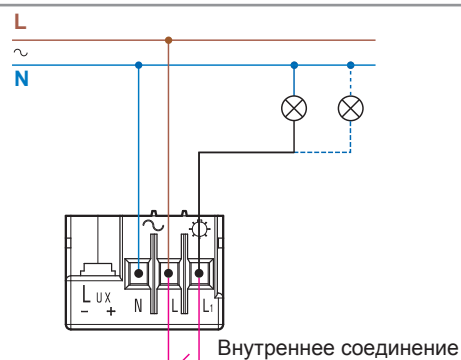 L
~
N
~
L UX
- +
N L L1
Внутреннее соединение